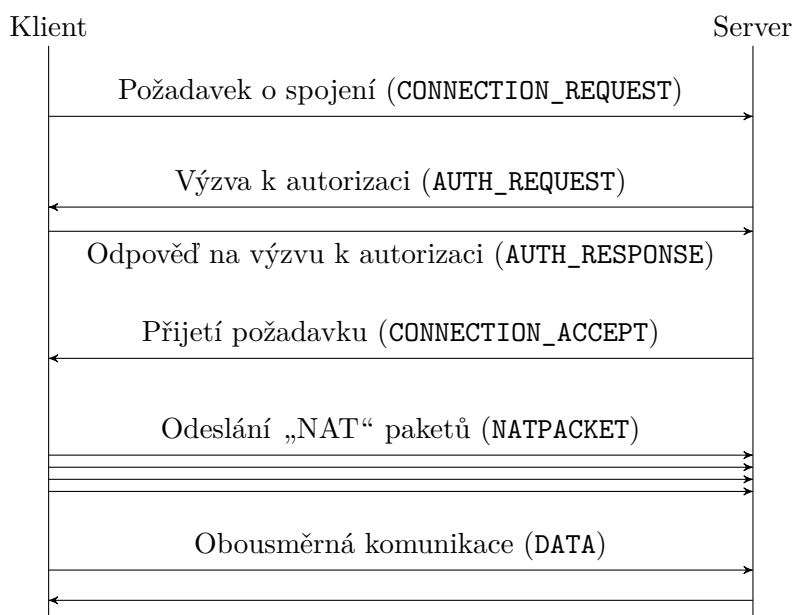 Klient
Server
Požadavek o spojení (CONNECTION_REQUEST)
Výzva k autorizaci (AUTH_REQUEST)
Odpověď na výzvu k autorizaci (AUTH_RESPONSE)
Přijetí požadavku (CONNECTION_ACCEPT)
Odeslání „NAT“ paketů (NATPACKET)
Obousměrná komunikace (DATA)